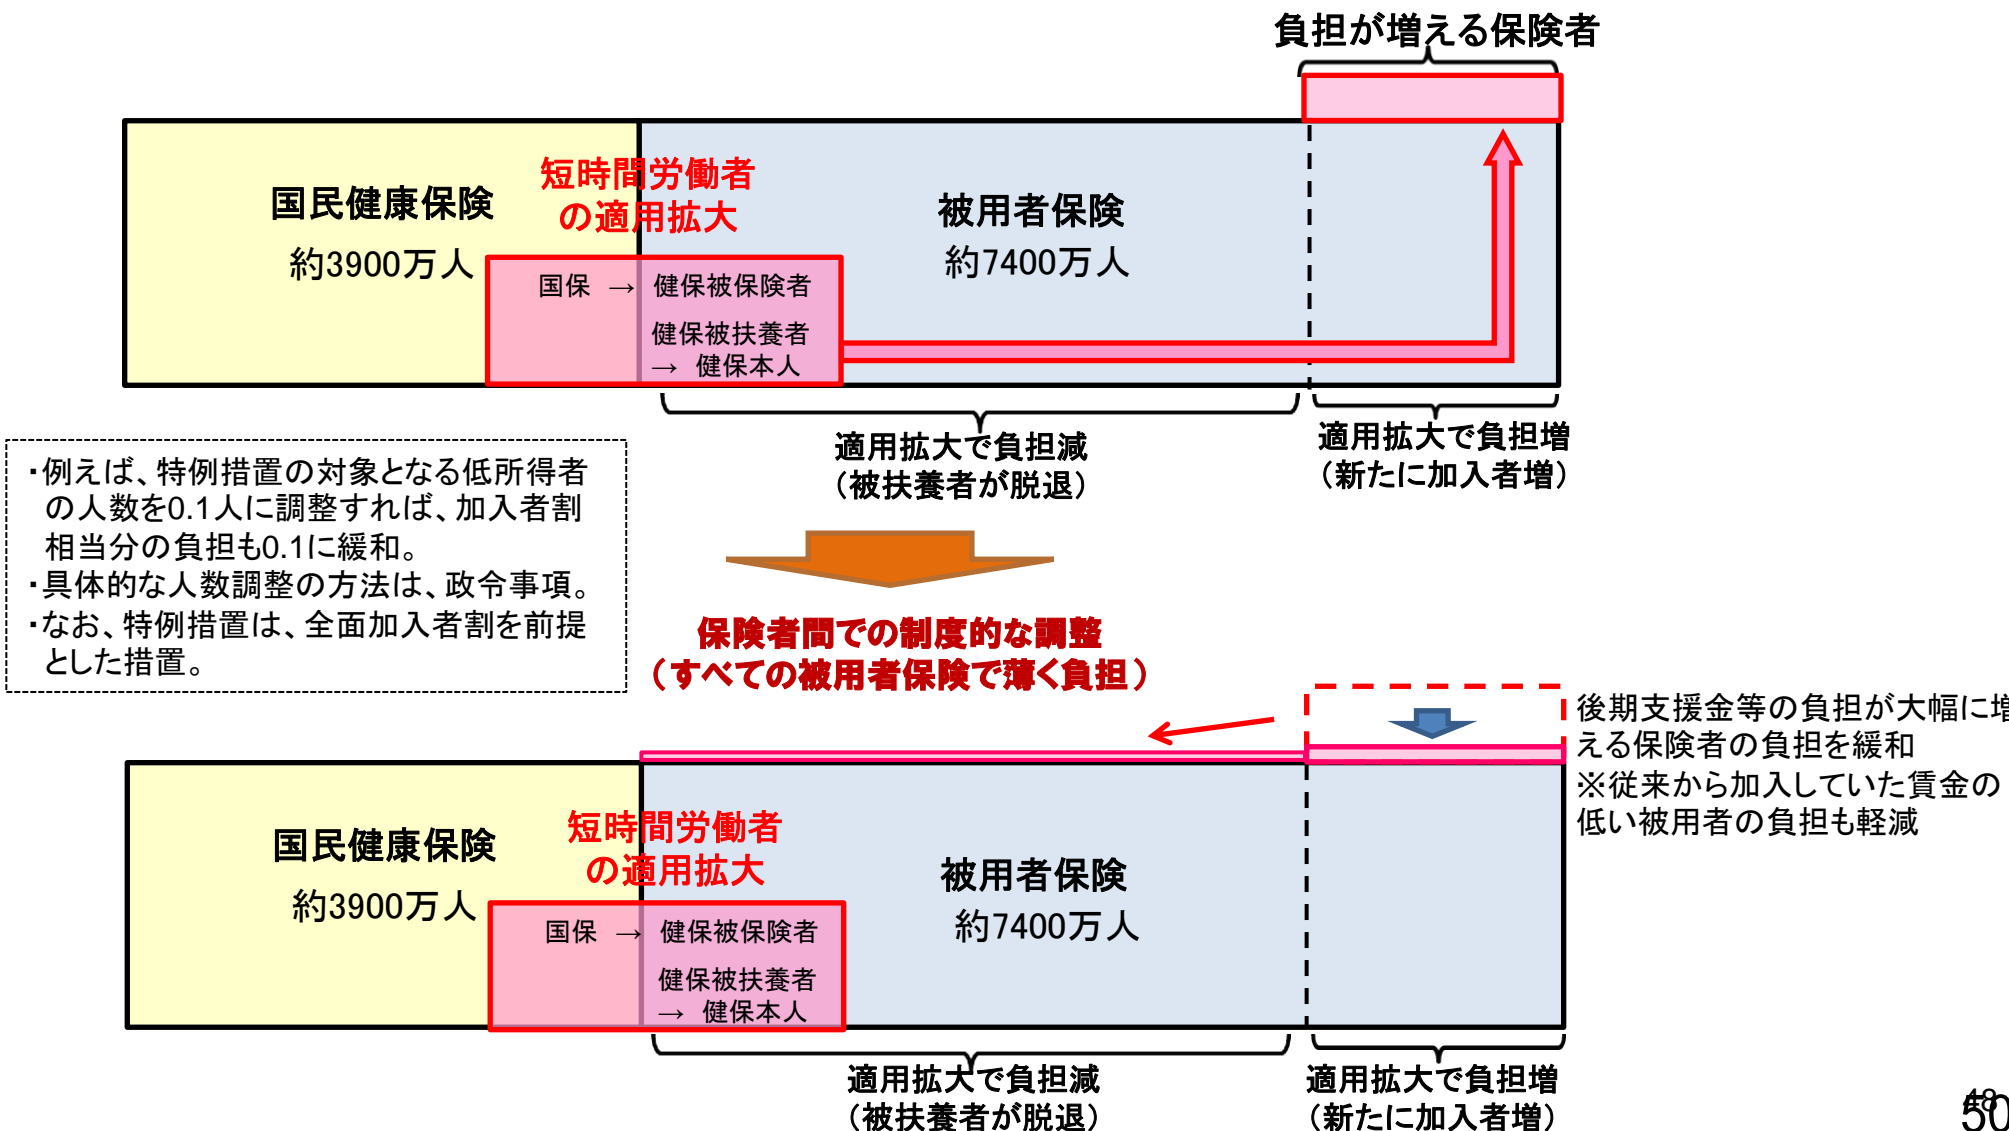 負担が増える保険者
国民健康保険
約3900万人
短時間労働者
の適用拡大
国保 → 健保被保険者
健保被扶養者
→ 健保本人
被用者保険
約7400万人
適用拡大で負担減
（被扶養者が脱退）
適用拡大で負担増
（新たに加入者増）
・例えば、特例措置の対象となる低所得者
の人数を0.1人に調整すれば、加入者割
相当分の負担も0.1に緩和。
・具体的な人数調整の方法は、政令事項。
・なお、特例措置は、全面加入者割を前提
とした措置。
保険者間での制度的な調整
（すべての被用者保険で薄く負担）
後期支援金等の負担が大幅に増
える保険者の負担を緩和
※従来から加入していた賃金の
低い被用者の負担も軽減
国民健康保険
約3900万人
短時間労働者
の適用拡大
国保 → 健保被保険者
健保被扶養者
→ 健保本人
被用者保険
約7400万人
適用拡大で負担減
（被扶養者が脱退）
適用拡大で負担増
（新たに加入者増）
50